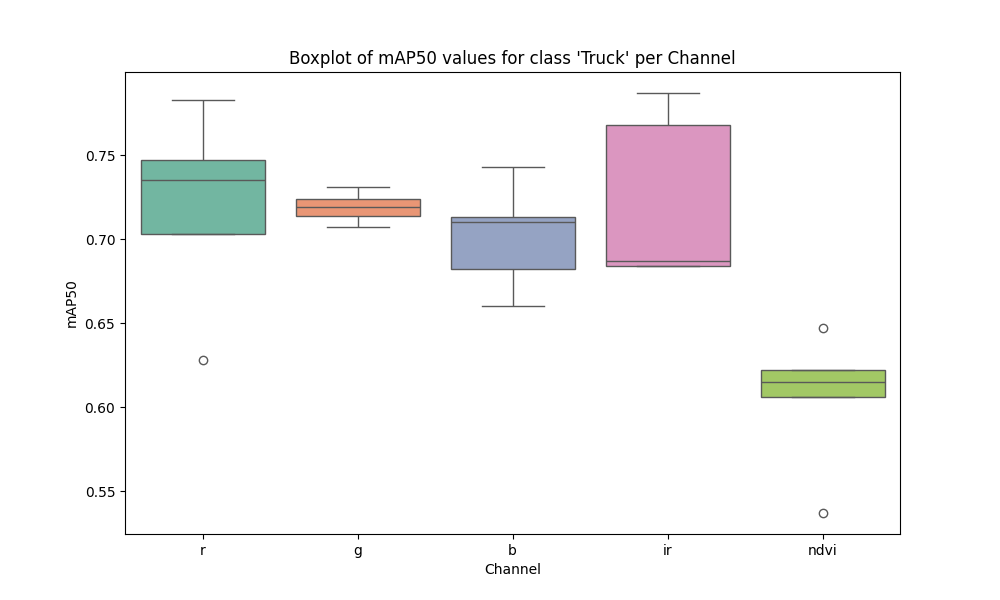 Boxplot of mAP50 values for class 'Truck' per Channel
mAP50
0.75
0.70
0.65
0.60
0.55
r g b ir ndvi
Channel